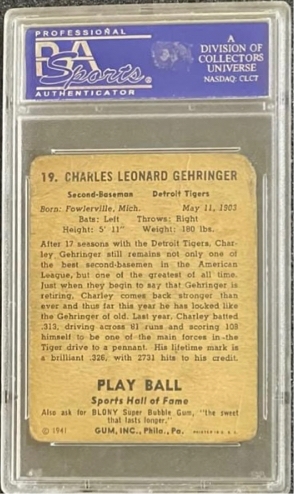 PROFESSIONAL
PSA
Sports
AUTHENTICATOR
A
DIVISION OF
COLLECTORS
UNIVERSE
NASDAQ: CLCT
19. CHARLES LEONARD GEHRINGER
Second-Baseman Detroit Tigers
Born: Fowlerville, Mich. May 11, 1903
Bats: Left Throws: Right
Height: 5' 11" Weight: 180 lbs.
After 17 seasons with the Detroit Tigers, Char-
ley Gehringer still remains not only one of
the best second-basemen in the American
League, but one of the greatest of all time.
Just when they begin to say that Gehringer is
retiring, Charley comes back stronger than
ever and thus far this year he has looked like
the Gehringer of old. Last year, Charley batted
.313, driving across 81 runs and scoring 108
himself to be one of the main forces in the
Tiger drive to a pennant. His lifetime mark is
a brilliant .326, with 2731 hits to his credit.
PLAY BALL
Sports Hall of Fame
Also ask for BLONY Super Bubble Gum, "the sweet
that lasts longer."
© 1941 GUM, INC., Phila., Pa. PRINTED IN U. S. A.